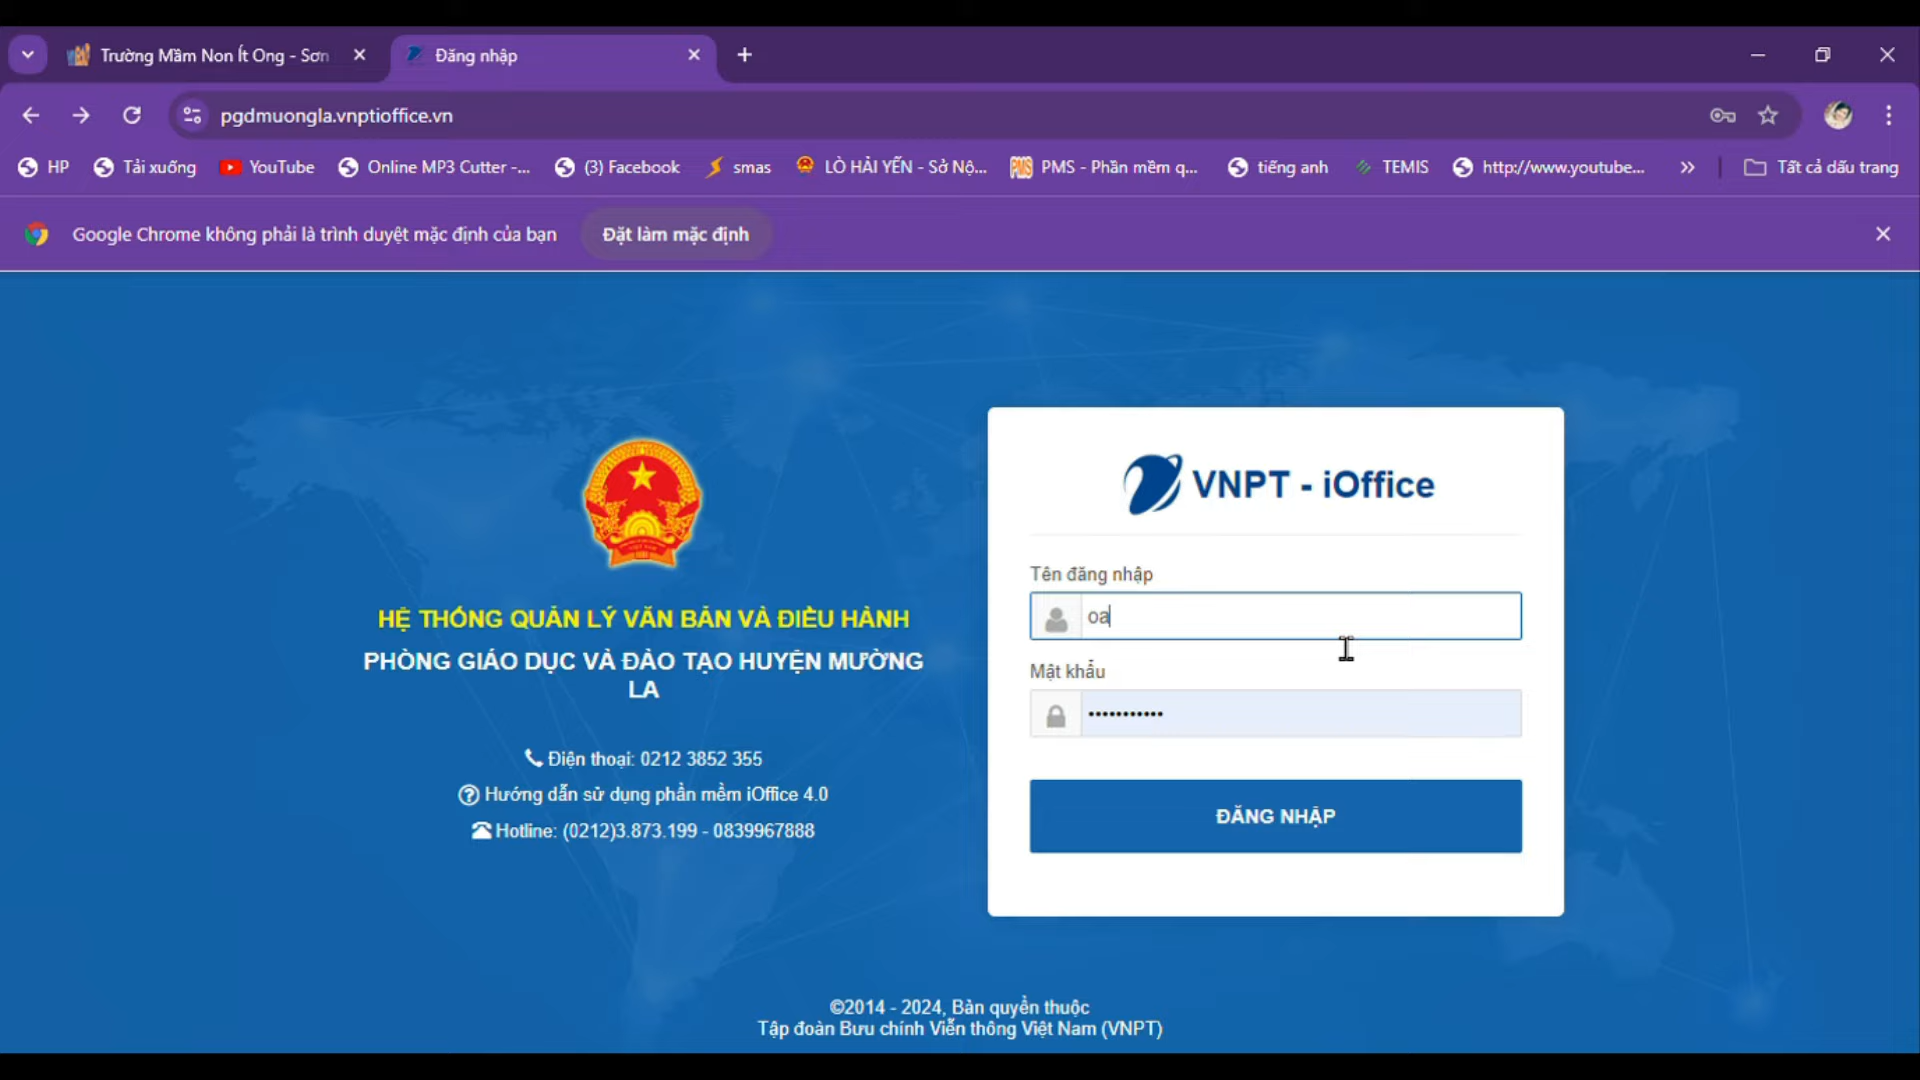 Trường Mầm Non Ít Ong - Sơn
Đăng nhập
pgdmuongla.vnptioffice.vn
HP
Tải xuống
YouTube
Online MP3 Cutter -...
(3) Facebook
smas
LÒ HẢI YẾN - Sở Nộ...
PMS - Phần mềm q...
tiếng anh
TEMIS
http://www.youtube...
Tất cả dấu trang
Google Chrome không phải là trình duyệt mặc định của bạn
Đặt làm mặc định
HỆ THỐNG QUẢN LÝ VĂN BẢN VÀ ĐIỀU HÀNH
PHÒNG GIÁO DỤC VÀ ĐÀO TẠO HUYỆN MƯỜNG
LA
Điện thoại: 0212 3852 355
Hướng dẫn sử dụng phần mềm iOffice 4.0
Hotline: (0212)3.873.199 - 0839967888
VNPT - iOffice
Tên đăng nhập
oa
Mật khẩu
•••••••••••
ĐĂNG NHẬP
©2014 - 2024, Bản quyền thuộc
Tập đoàn Bưu chính Viễn thông Việt Nam (VNPT)